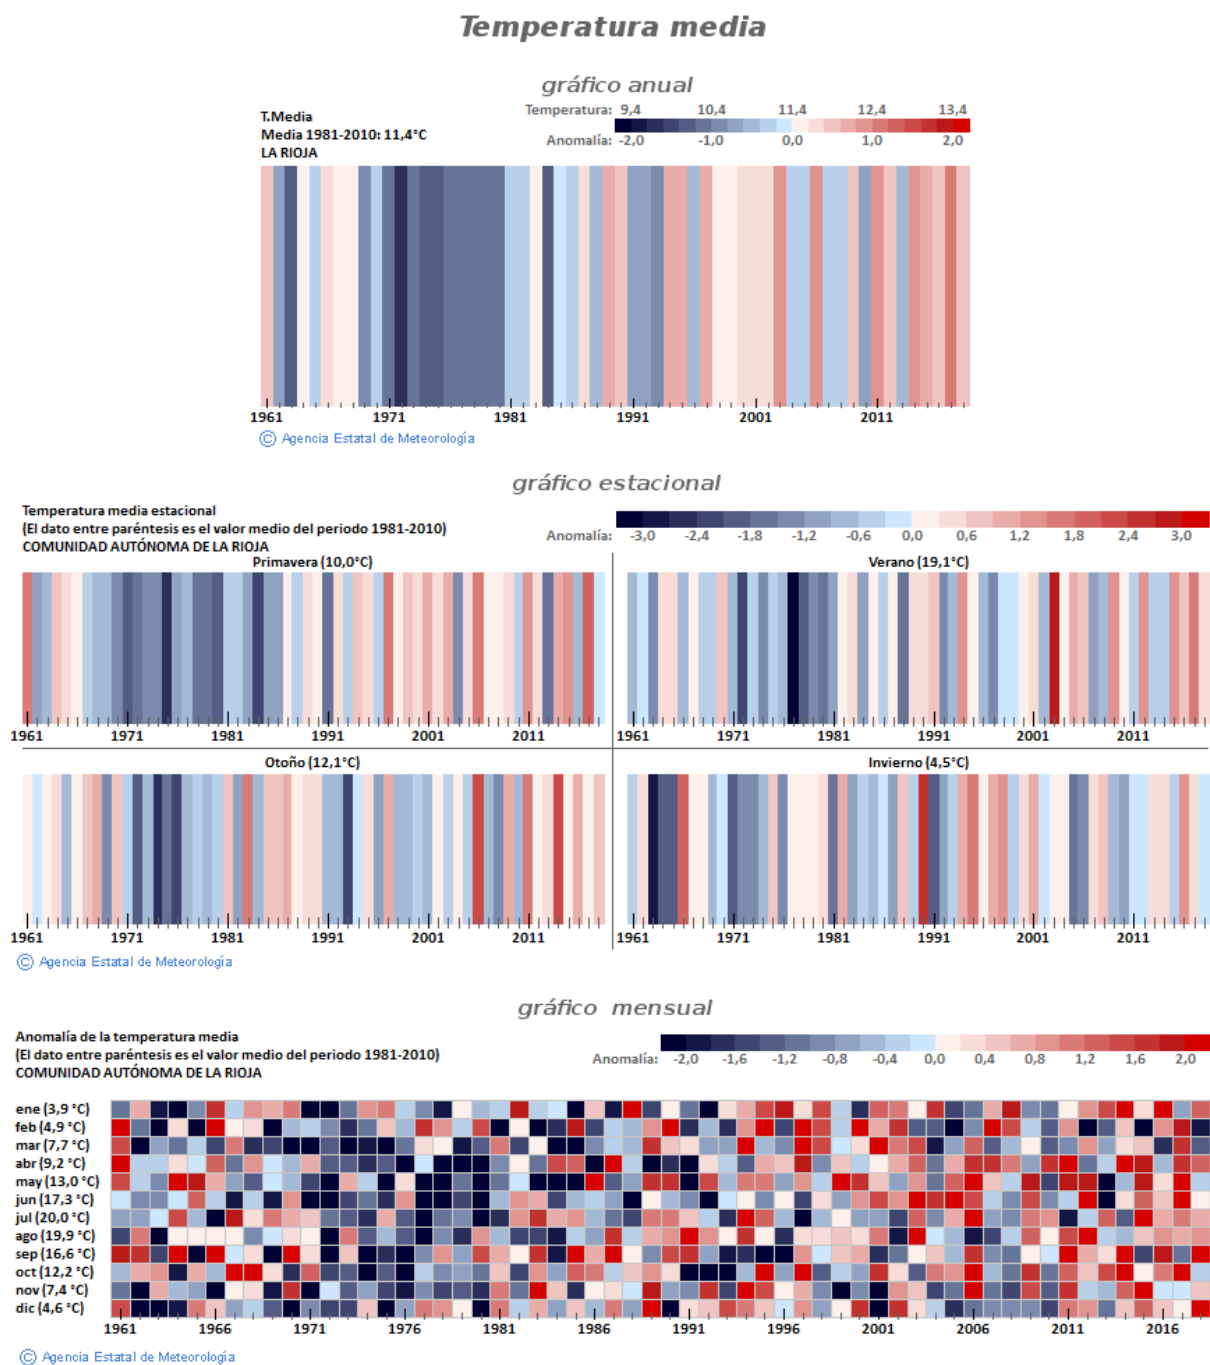 Temperatura media
gráfico anual
T.Media
Media 1981-2010: 11,4°C
LA RIOJA
Temperatura: 9,4 10,4 11,4 12,4 13,4
Anomalía: -2,0 -1,0 0,0 1,0 2,0
1961 1971 1981 1991 2001 2011
© Agencia Estatal de Meteorología
gráfico estacional
Temperatura media estacional
(El dato entre paréntesis es el valor medio del periodo 1981-2010)
COMUNIDAD AUTÓNOMA DE LA RIOJA
Anomalía: -3,0 -2,4 -1,8 -1,2 -0,6 0,0 0,6 1,2 1,8 2,4 3,0
Primavera (10,0°C)
1961 1971 1981 1991 2001 2011
Verano (19,1°C)
1961 1971 1981 1991 2001 2011
Otoño (12,1°C)
1961 1971 1981 1991 2001 2011
Invierno (4,5°C)
1961 1971 1981 1991 2001 2011
© Agencia Estatal de Meteorología
gráfico mensual
Anomalía de la temperatura media
(El dato entre paréntesis es el valor medio del periodo 1981-2010)
COMUNIDAD AUTÓNOMA DE LA RIOJA
Anomalía: -2,0 -1,6 -1,2 -0,8 -0,4 0,0 0,4 0,8 1,2 1,6 2,0
ene (3,9 °C)
feb (4,9 °C)
mar (7,7 °C)
abr (9,2 °C)
may (13,0 °C)
jun (17,3 °C)
jul (20,0 °C)
ago (19,9 °C)
sep (16,6 °C)
oct (12,2 °C)
nov (7,4 °C)
dic (4,6 °C)
1961 1966 1971 1976 1981 1986 1991 1996 2001 2006 2011 2016
© Agencia Estatal de Meteorología